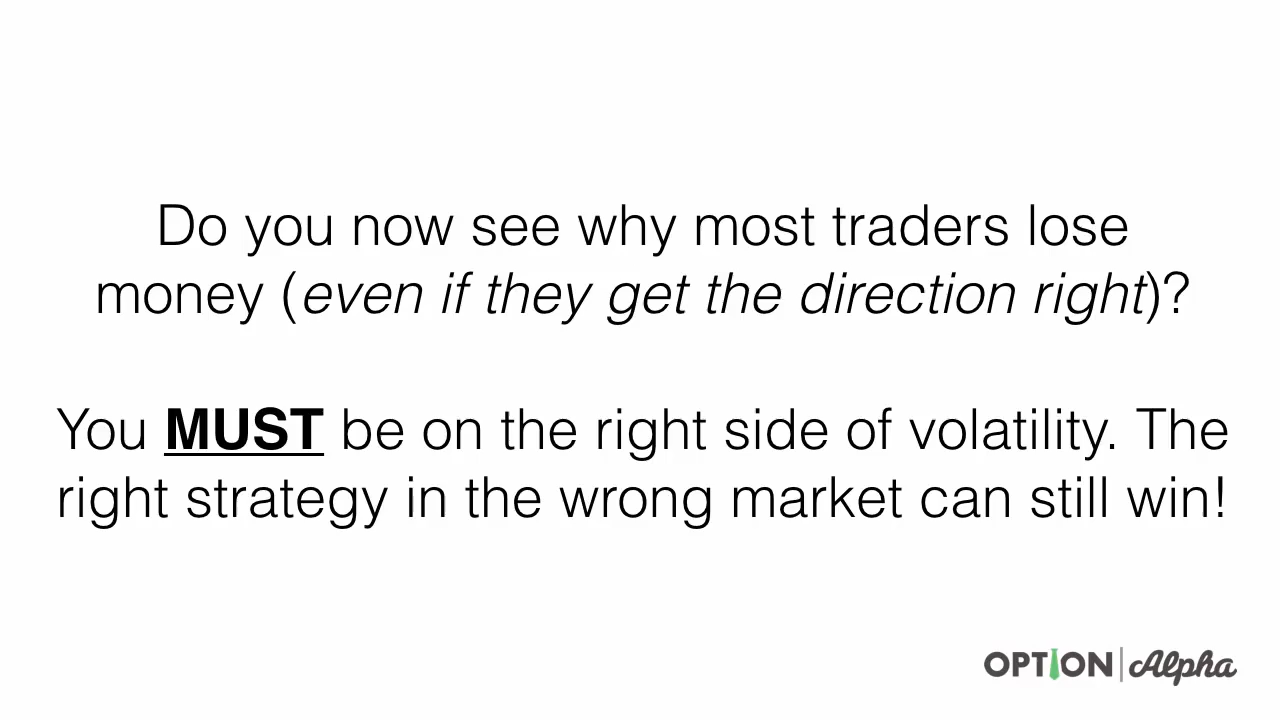 Do you now see why most traders lose
money (even if they get the direction right)?
You MUST be on the right side of volatility. The
right strategy in the wrong market can still win!
OPTION | Alpha